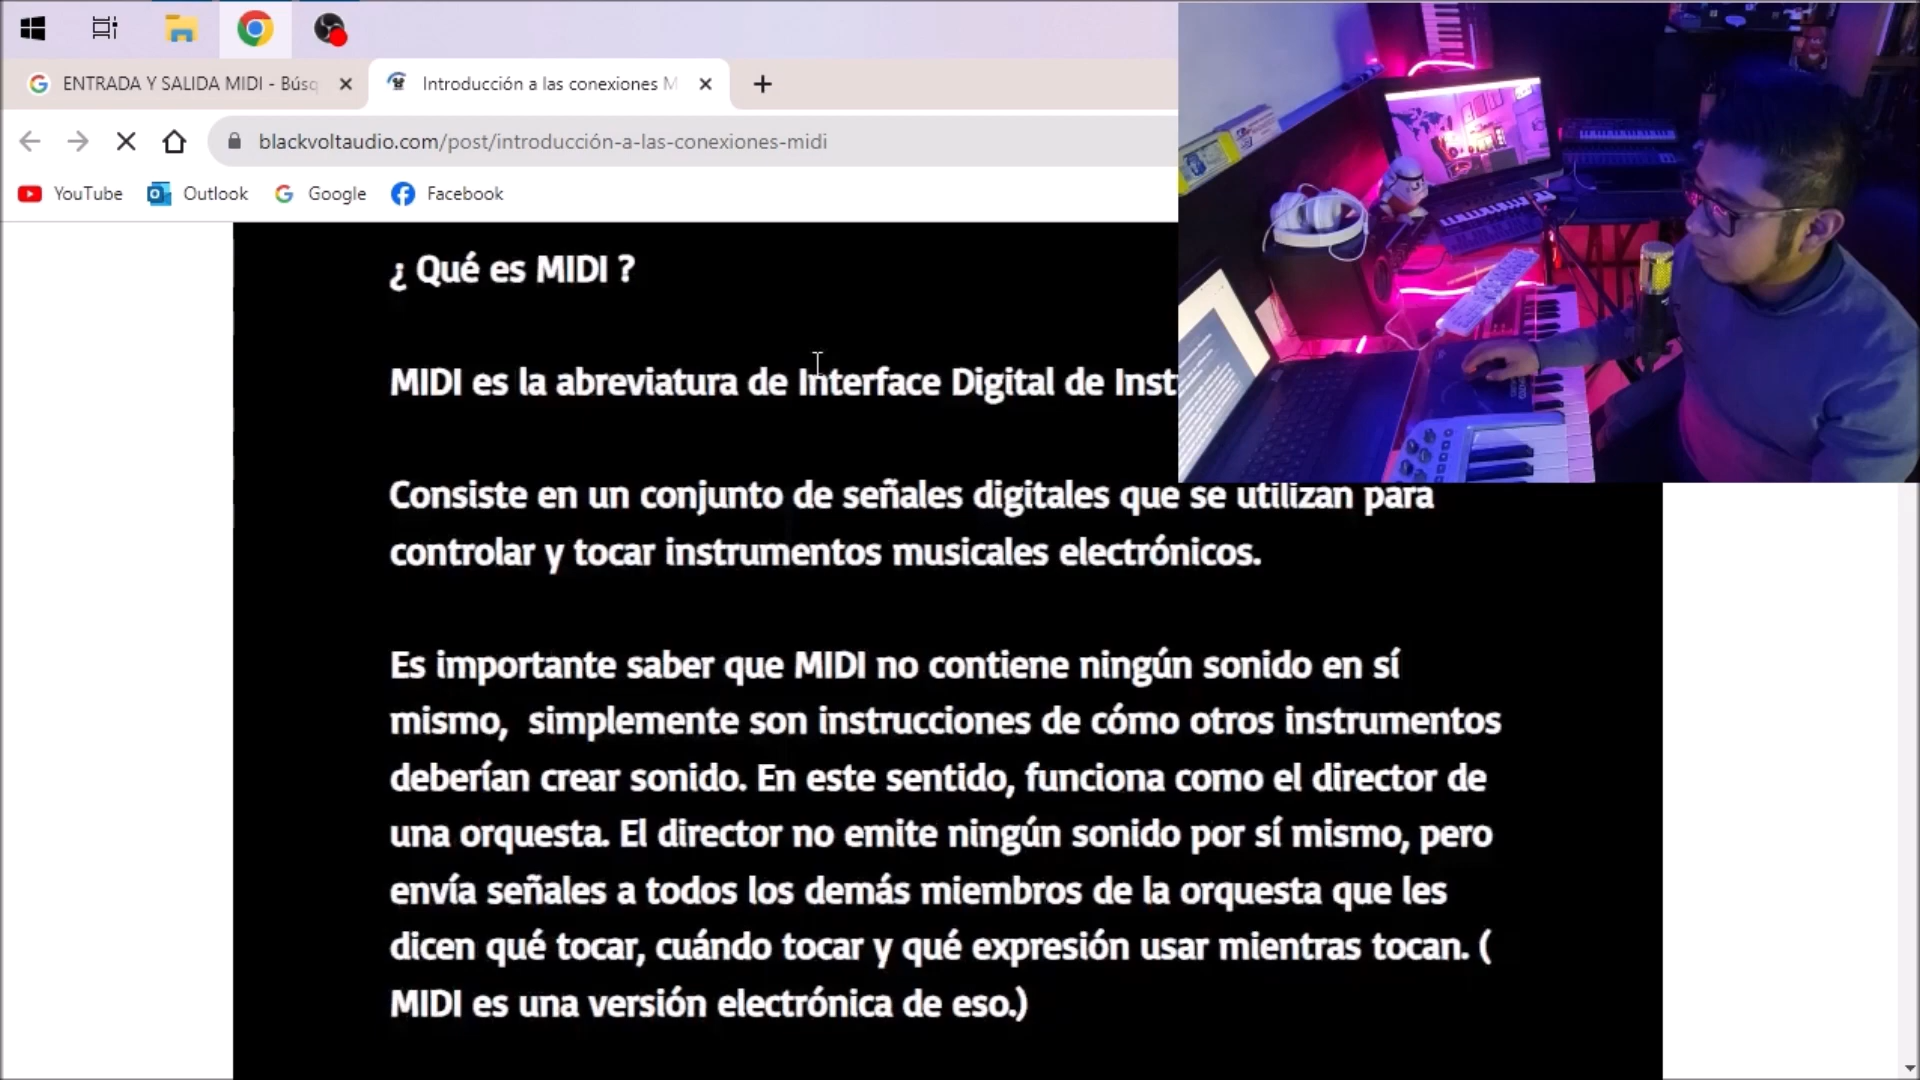 ENTRADA Y SALIDA MIDI - Búsq
Introducción a las conexiones M
blackvoltaudio.com/post/introducción-a-las-conexiones-midi
YouTube
Outlook
Google
Facebook
¿ Qué es MIDI ?
MIDI es la abreviatura de Interface Digital de Inst
Consiste en un conjunto de señales digitales que se utilizan para
controlar y tocar instrumentos musicales electrónicos.
Es importante saber que MIDI no contiene ningún sonido en sí
mismo, simplemente son instrucciones de cómo otros instrumentos
deberían crear sonido. En este sentido, funciona como el director de
una orquesta. El director no emite ningún sonido por sí mismo, pero
envía señales a todos los demás miembros de la orquesta que les
dicen qué tocar, cuándo tocar y qué expresión usar mientras tocan. (
MIDI es una versión electrónica de eso.)